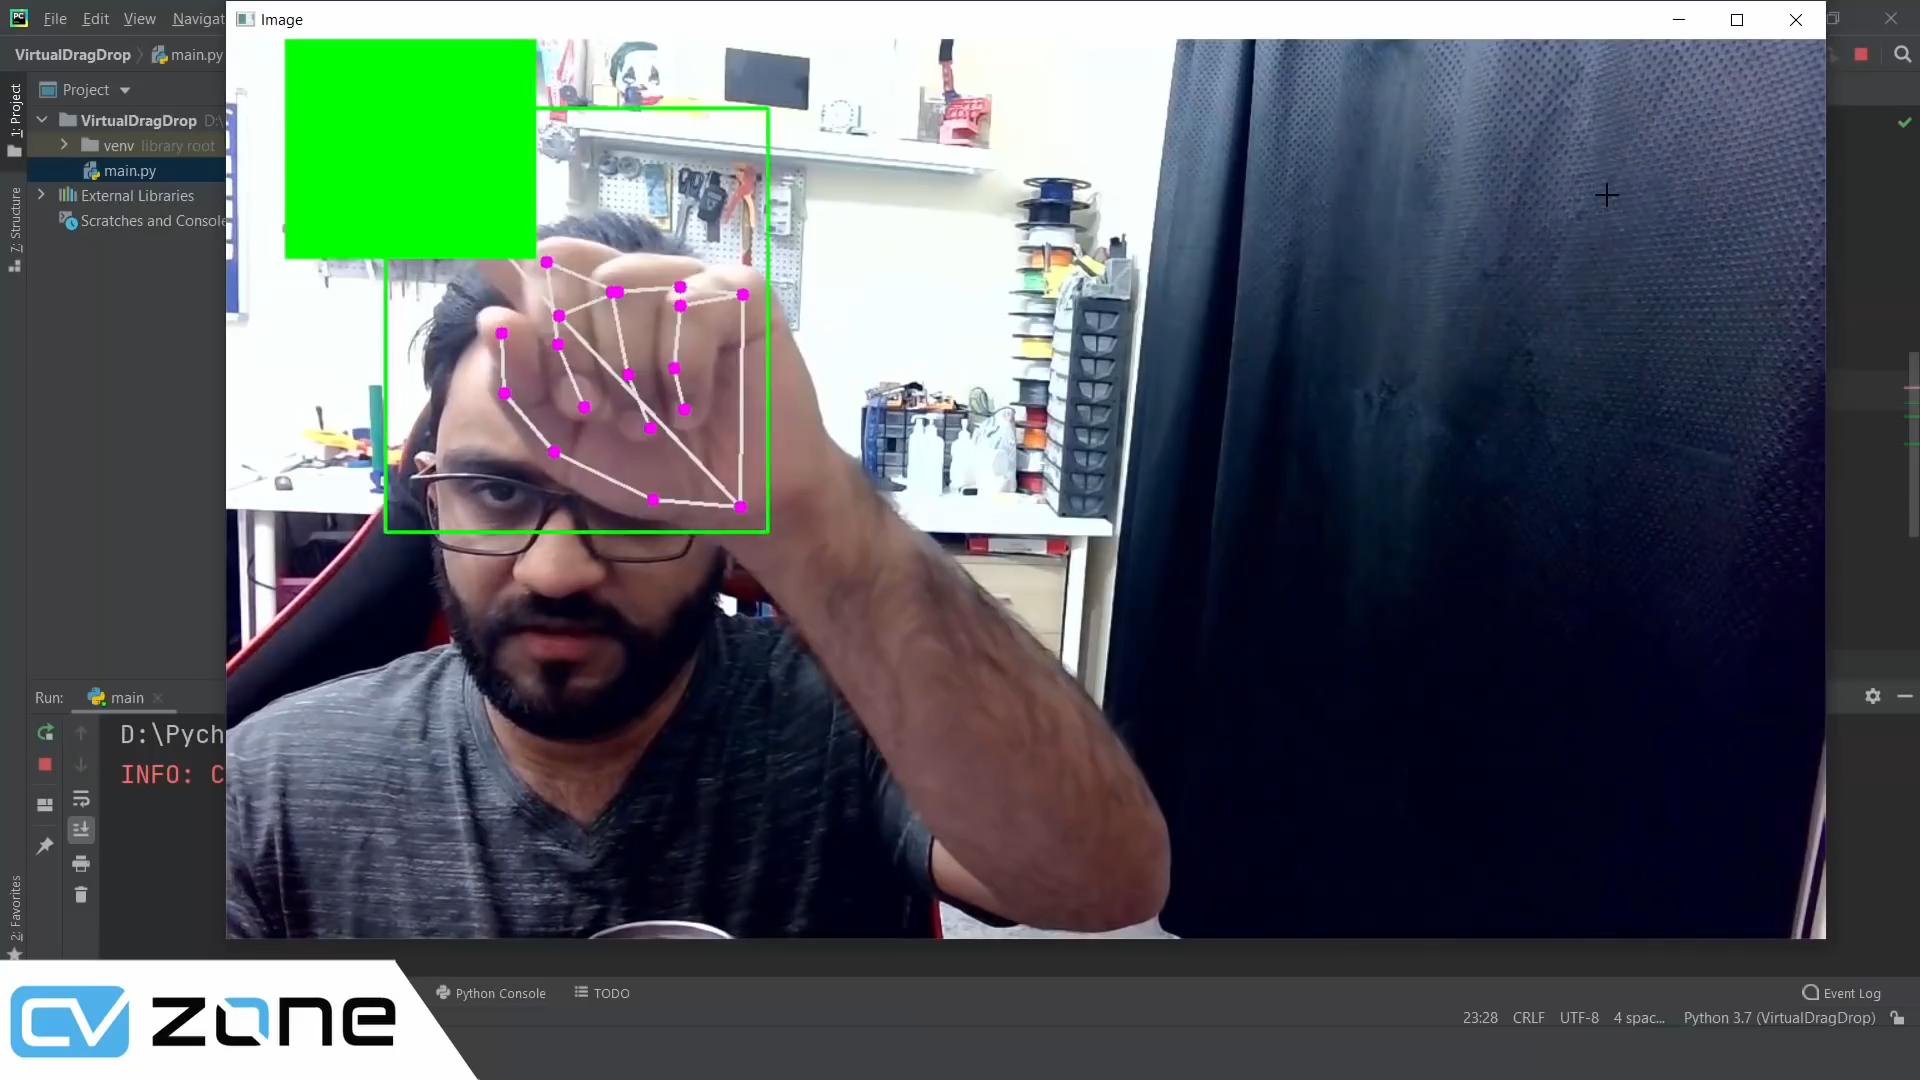 File Edit View Navigat
Image
VirtualDragDrop
main.py
1: Project
Project
VirtualDragDrop D:\
venv library root
main.py
External Libraries
Scratches and Console
7: Structure
Run: main
D:\Pych
INFO: C
2: Favorites
Python Console
TODO
Event Log
23:28 CRLF UTF-8 4 spac... Python 3.7 (VirtualDragDrop)
CV ZONE